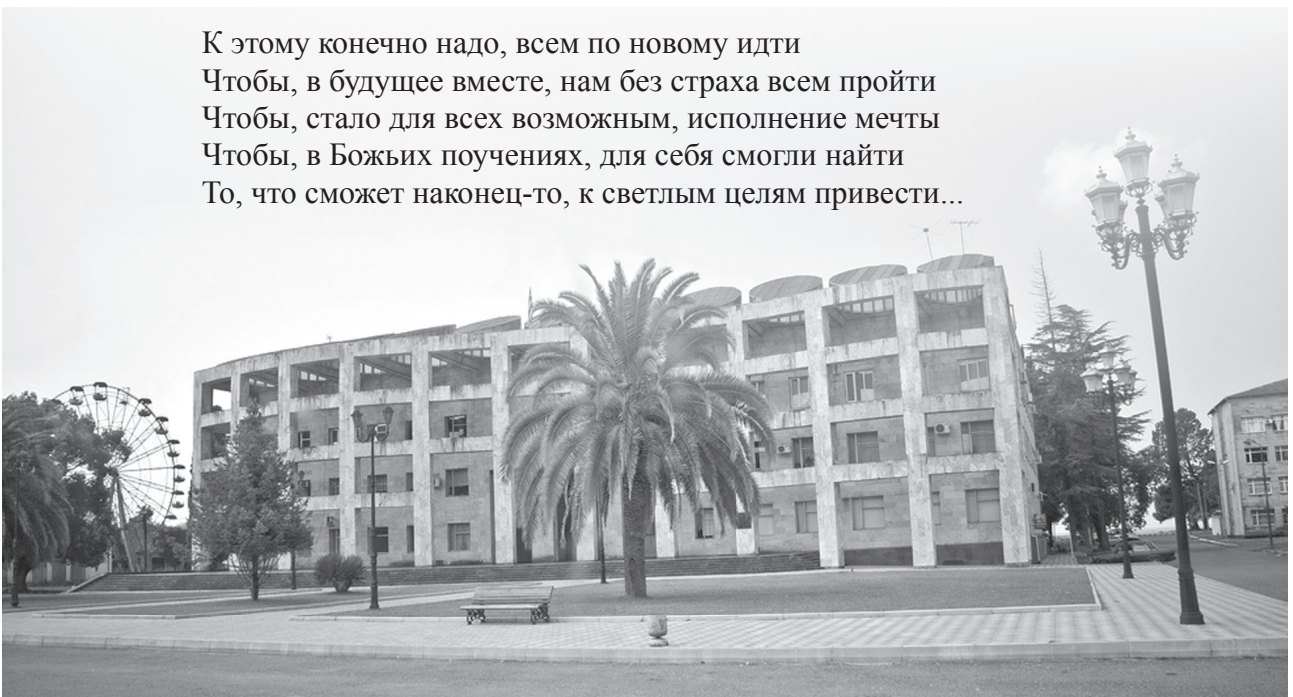 К этому конечно надо, всем по новому идти
Чтобы, в будущее вместе, нам без страха всем пройти
Чтобы, стало для всех возможным, исполнение мечты
Чтобы, в Божьих поучениях, для себя смогли найти
То, что сможет наконец-то, к светлым целям привести...